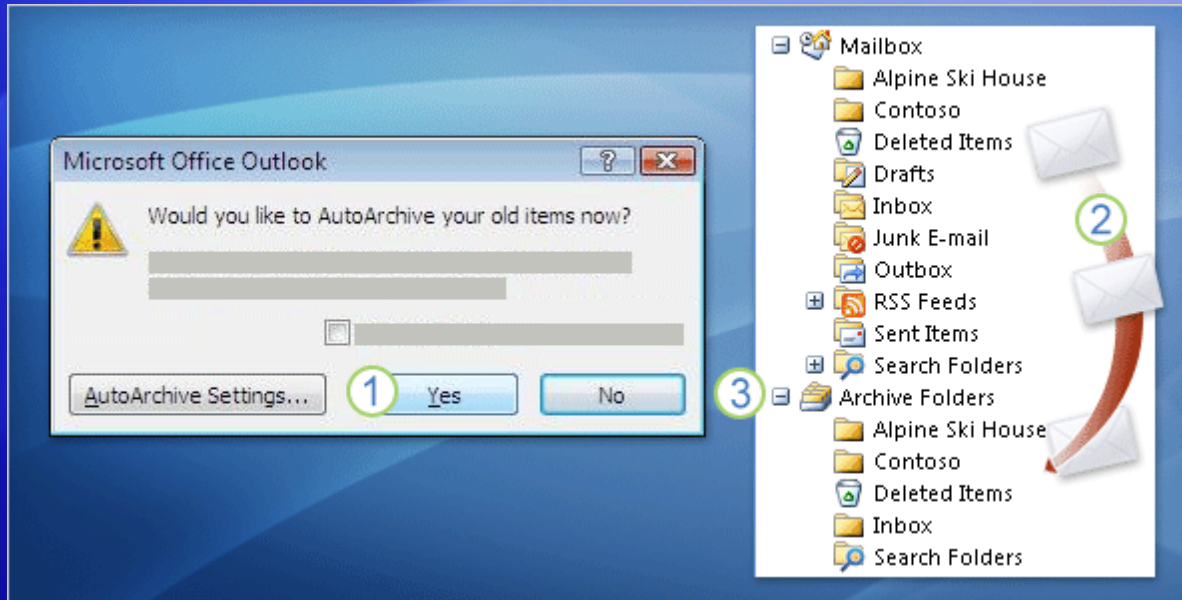 Microsoft Office Outlook
Would you like to AutoArchive your old items now?
AutoArchive Settings...
1
Yes
No
Mailbox
Alpine Ski House
Contoso
Deleted Items
Drafts
Inbox
Junk E-mail
Outbox
RSS Feeds
Sent Items
Search Folders
2
3
Archive Folders
Alpine Ski House
Contoso
Deleted Items
Inbox
Search Folders